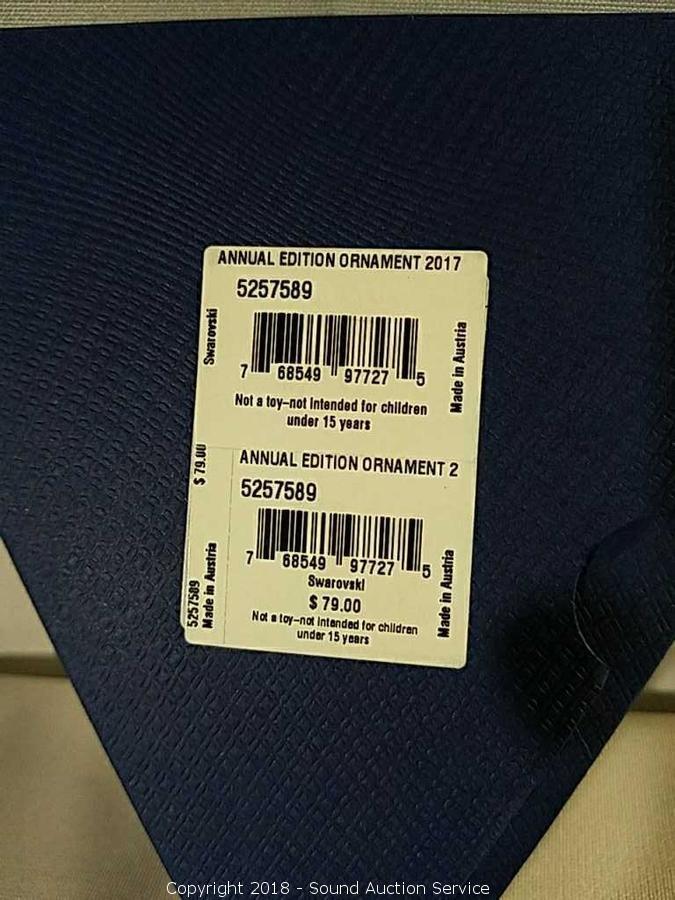 ANNUAL EDITION ORNAMENT 2017
5257589
Swarovski
Made in Austria
7 68549 97727 5
Not a toy–not intended for children
under 15 years
$ 79.00
ANNUAL EDITION ORNAMENT 2
5257589
7 68549 97727 5
Swarovski
$ 79.00
Not a toy–not intended for children
under 15 years
Made in Austria
5257589
Made in Austria
Copyright 2018 - Sound Auction Service